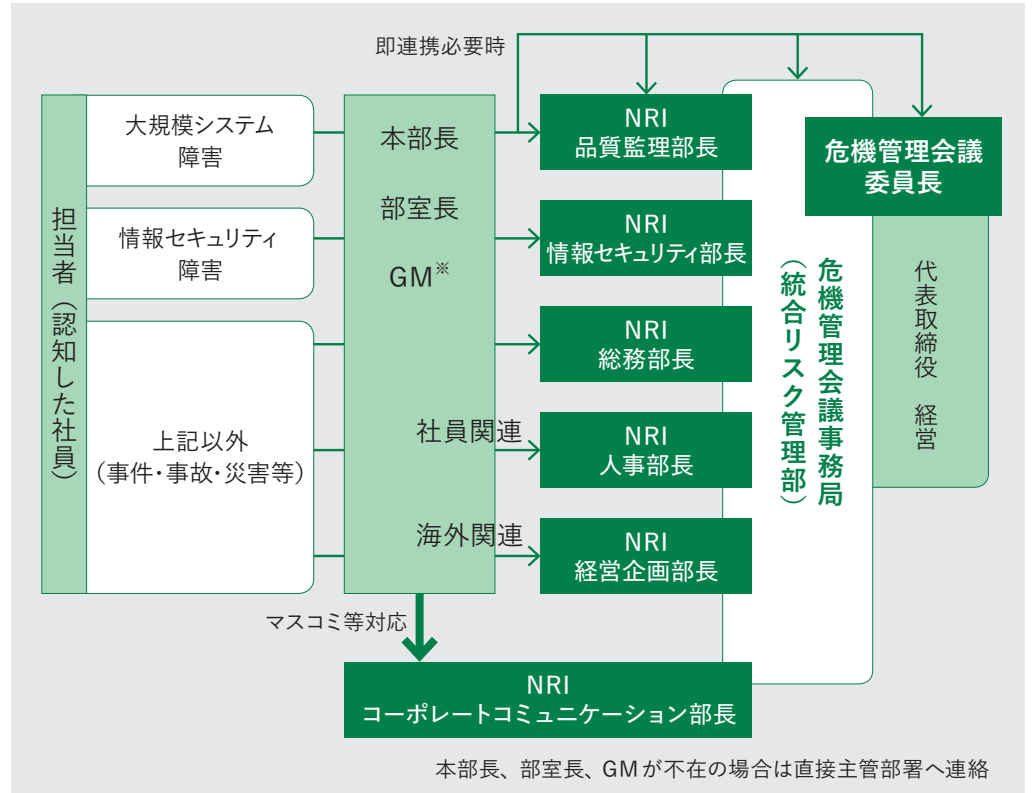 即連携必要時
担当者（認知した社員）
大規模システム
障害
情報セキュリティ
障害
上記以外
（事件・事故・災害等）
本部長
部室長
GM※
社員関連
海外関連
NRI
品質監理部長
NRI
情報セキュリティ部長
NRI
総務部長
NRI
人事部長
NRI
経営企画部長
危機管理会議事務局
（統合リスク管理部）
危機管理会議
委員長
代表取締役　経営
マスコミ等対応
NRI
コーポレートコミュニケーション部長
本部長、部室長、GMが不在の場合は直接主管部署へ連絡